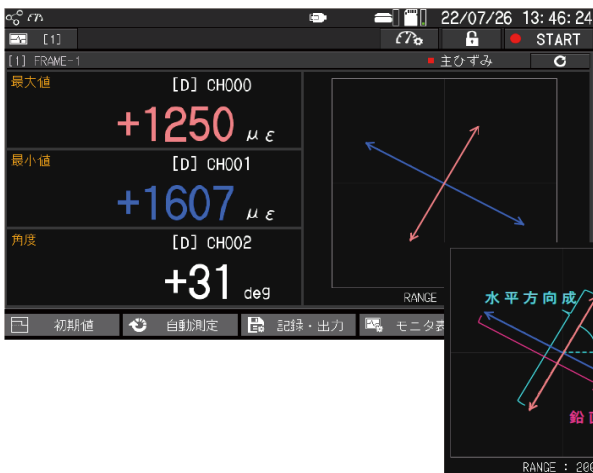 22/07/26 13:46:24
[1]
START
[1] FRAME-1
主ひずみ
最大値
[D] CH000
+1250 με
最小値
[D] CH001
+1607 με
角度
[D] CH002
+31 deg
RANGE
初期値
自動測定
記録・出力
モニタ
水平方向成
鉛
RANGE : 200